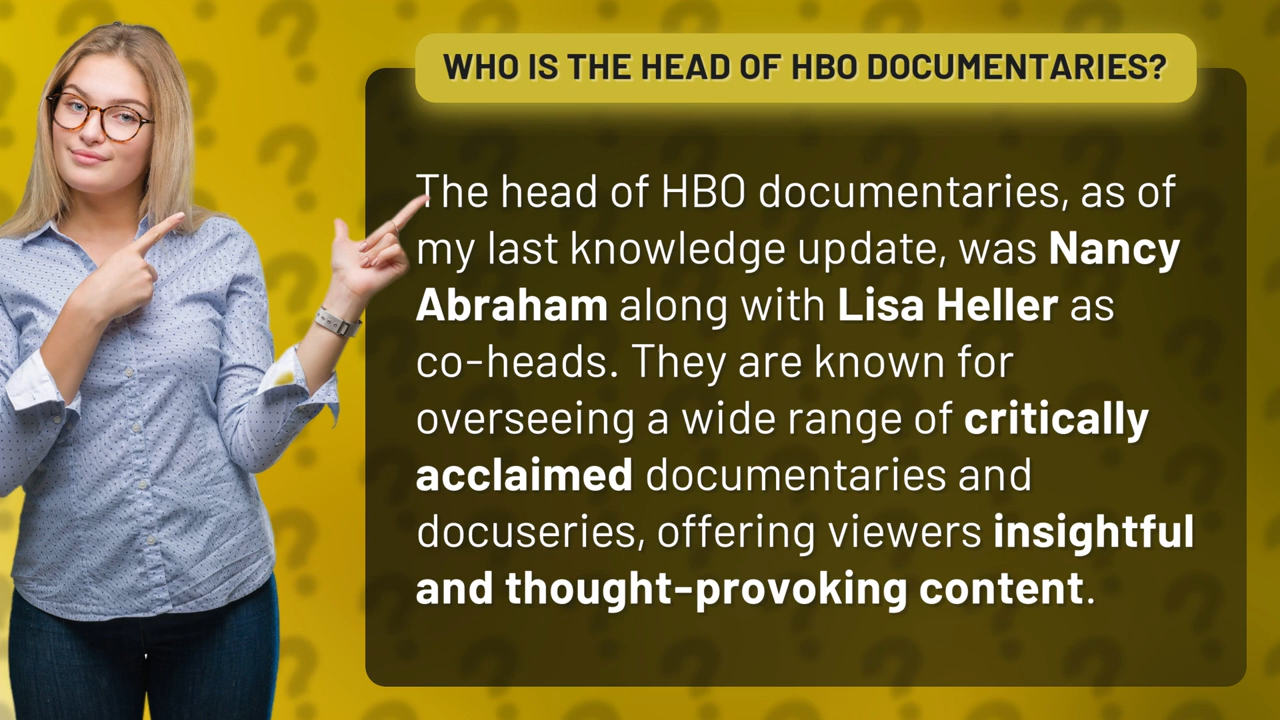 WHO IS THE HEAD OF HBO DOCUMENTARIES?
The head of HBO documentaries, as of
my last knowledge update, was Nancy
Abraham along with Lisa Heller as
co-heads. They are known for
overseeing a wide range of critically
acclaimed documentaries and
docuseries, offering viewers insightful
and thought-provoking content.